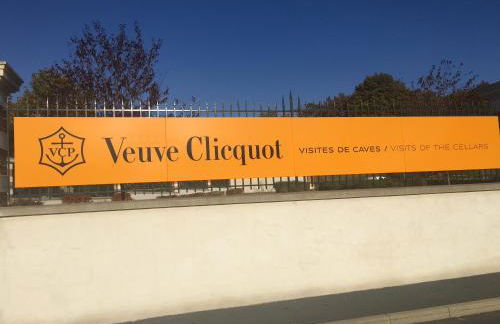 VCP
Veuve Clicquot
VISITES DE CAVES / VISITS OF THE CELLARS